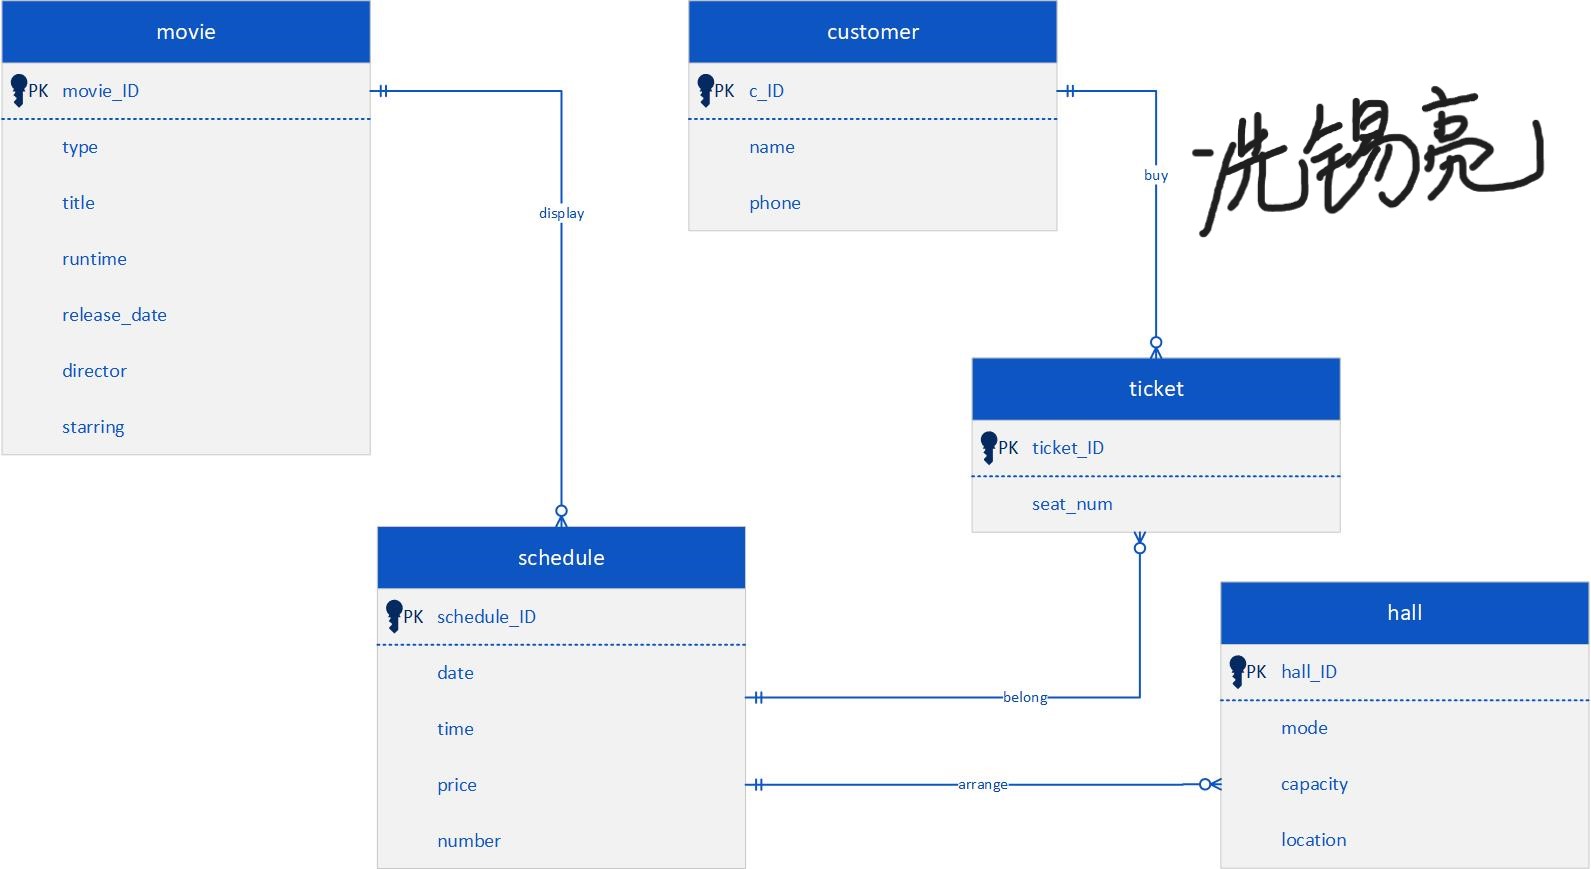 movie
PK movie_ID
type
title
runtime
release_date
director
starring
customer
PK c_ID
name
phone
display
buy
冼锡亮
ticket
PK ticket_ID
seat_num
schedule
PK schedule_ID
date
time
price
number
belong
arrange
hall
PK hall_ID
mode
capacity
location